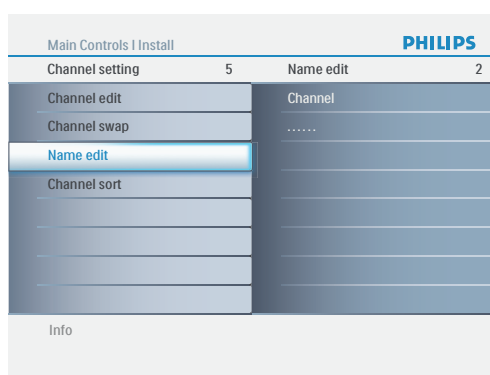 Main Controls I Install
PHILIPS
Channel setting 5
Name edit 2
Channel edit
Channel
Channel swap
......
Name edit
Channel sort
Info